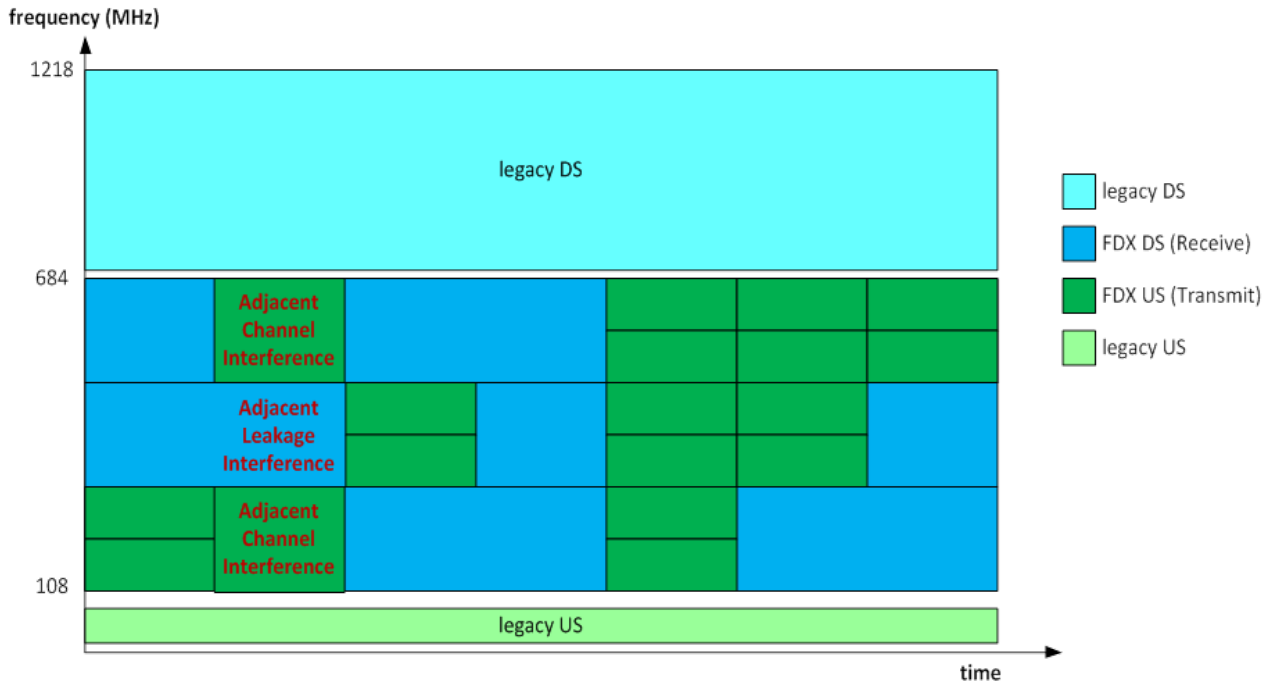 frequency (MHz)
1218
legacy DS
684
Adjacent
Channel
Interference
Adjacent
Leakage
Interference
Adjacent
Channel
Interference
108
legacy US
time
legacy DS
FDX DS (Receive)
FDX US (Transmit)
legacy US